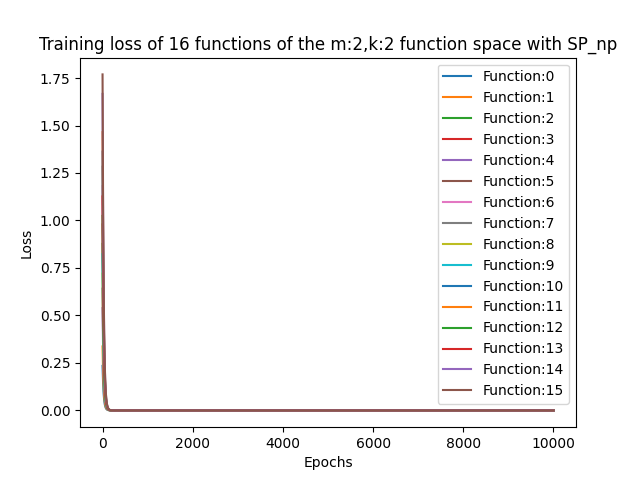 Training loss of 16 functions of the m:2,k:2 function space with SP_np
1.75
1.50
1.25
1.00
0.75
0.50
0.25
0.00
Loss
0 2000 4000 6000 8000 10000
Epochs
Function:0
Function:1
Function:2
Function:3
Function:4
Function:5
Function:6
Function:7
Function:8
Function:9
Function:10
Function:11
Function:12
Function:13
Function:14
Function:15